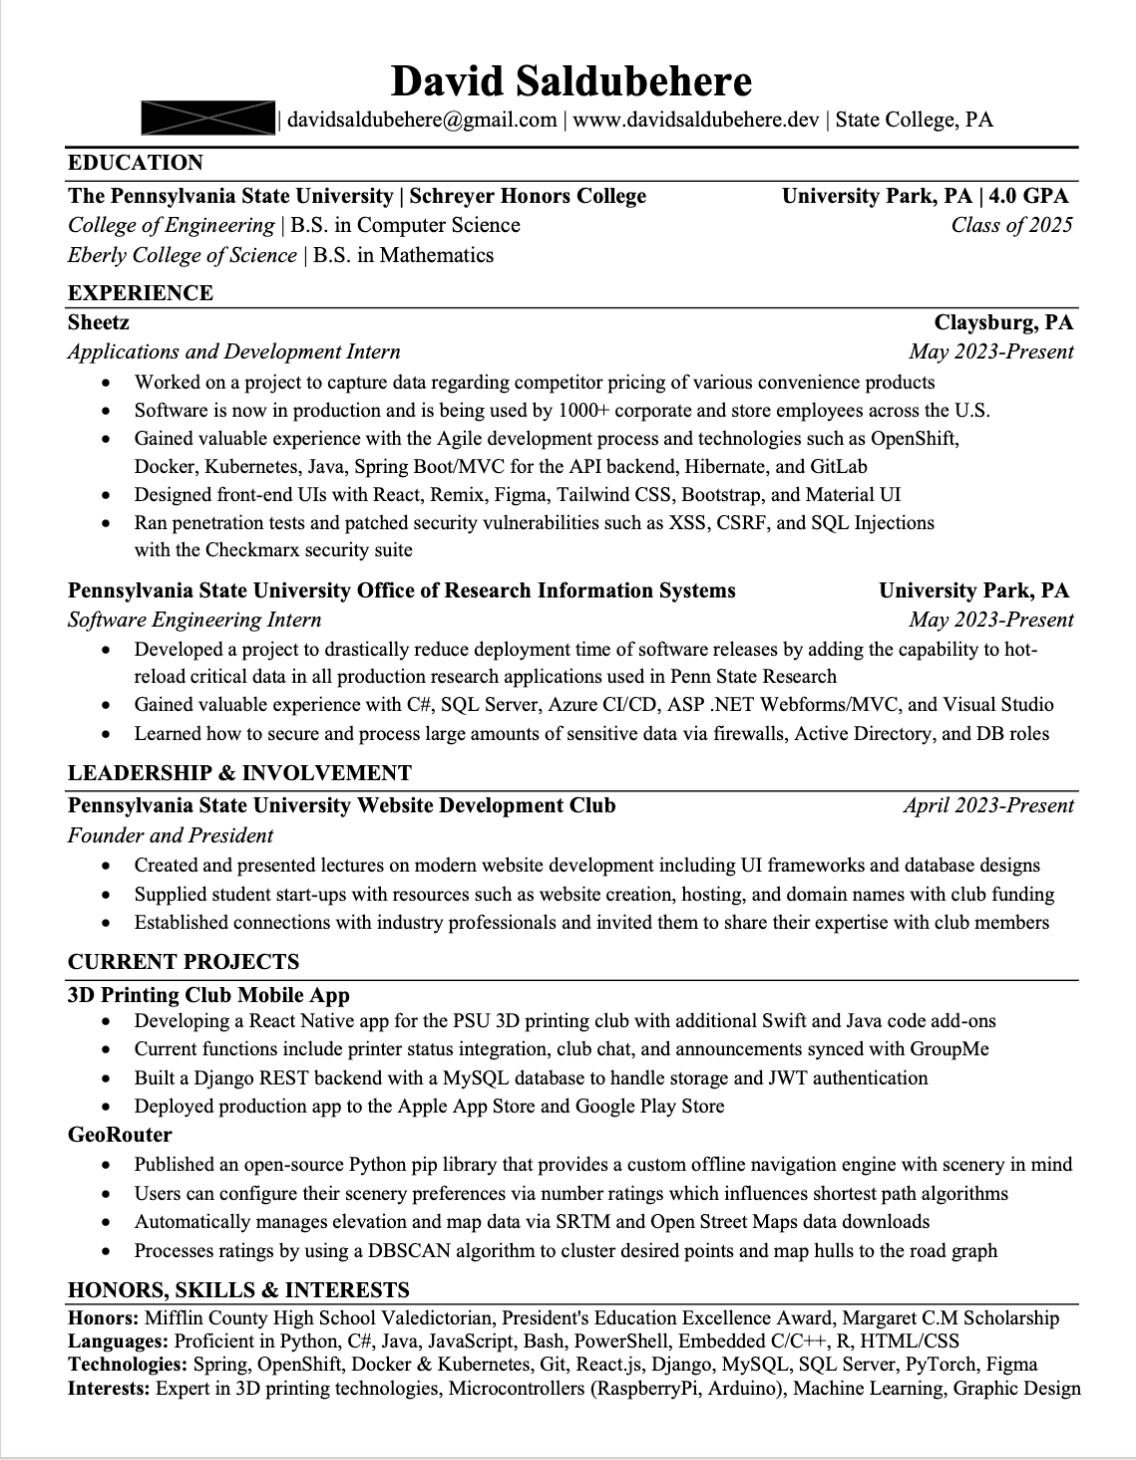 David Saldubehere
| davidsaldubehere@gmail.com | www.davidsaldubehere.dev | State College, PA
EDUCATION
The Pennsylvania State University | Schreyer Honors College University Park, PA | 4.0 GPA
College of Engineering | B.S. in Computer Science Class of 2025
Eberly College of Science | B.S. in Mathematics
EXPERIENCE
Sheetz Claysburg, PA
Applications and Development Intern May 2023-Present
• Worked on a project to capture data regarding competitor pricing of various convenience products
• Software is now in production and is being used by 1000+ corporate and store employees across the U.S.
• Gained valuable experience with the Agile development process and technologies such as OpenShift,
Docker, Kubernetes, Java, Spring Boot/MVC for the API backend, Hibernate, and GitLab
• Designed front-end UIs with React, Remix, Figma, Tailwind CSS, Bootstrap, and Material UI
• Ran penetration tests and patched security vulnerabilities such as XSS, CSRF, and SQL Injections
with the Checkmarx security suite
Pennsylvania State University Office of Research Information Systems University Park, PA
Software Engineering Intern May 2023-Present
• Developed a project to drastically reduce deployment time of software releases by adding the capability to hot-
reload critical data in all production research applications used in Penn State Research
• Gained valuable experience with C#, SQL Server, Azure CI/CD, ASP .NET Webforms/MVC, and Visual Studio
• Learned how to secure and process large amounts of sensitive data via firewalls, Active Directory, and DB roles
LEADERSHIP & INVOLVEMENT
Pennsylvania State University Website Development Club April 2023-Present
Founder and President
• Created and presented lectures on modern website development including UI frameworks and database designs
• Supplied student start-ups with resources such as website creation, hosting, and domain names with club funding
• Established connections with industry professionals and invited them to share their expertise with club members
CURRENT PROJECTS
3D Printing Club Mobile App
• Developing a React Native app for the PSU 3D printing club with additional Swift and Java code add-ons
• Current functions include printer status integration, club chat, and announcements synced with GroupMe
• Built a Django REST backend with a MySQL database to handle storage and JWT authentication
• Deployed production app to the Apple App Store and Google Play Store
GeoRouter
• Published an open-source Python pip library that provides a custom offline navigation engine with scenery in mind
• Users can configure their scenery preferences via number ratings which influences shortest path algorithms
• Automatically manages elevation and map data via SRTM and Open Street Maps data downloads
• Processes ratings by using a DBSCAN algorithm to cluster desired points and map hulls to the road graph
HONORS, SKILLS & INTERESTS
Honors: Mifflin County High School Valedictorian, President's Education Excellence Award, Margaret C.M Scholarship
Languages: Proficient in Python, C#, Java, JavaScript, Bash, PowerShell, Embedded C/C++, R, HTML/CSS
Technologies: Spring, OpenShift, Docker & Kubernetes, Git, React.js, Django, MySQL, SQL Server, PyTorch, Figma
Interests: Expert in 3D printing technologies, Microcontrollers (RaspberryPi, Arduino), Machine Learning, Graphic Design